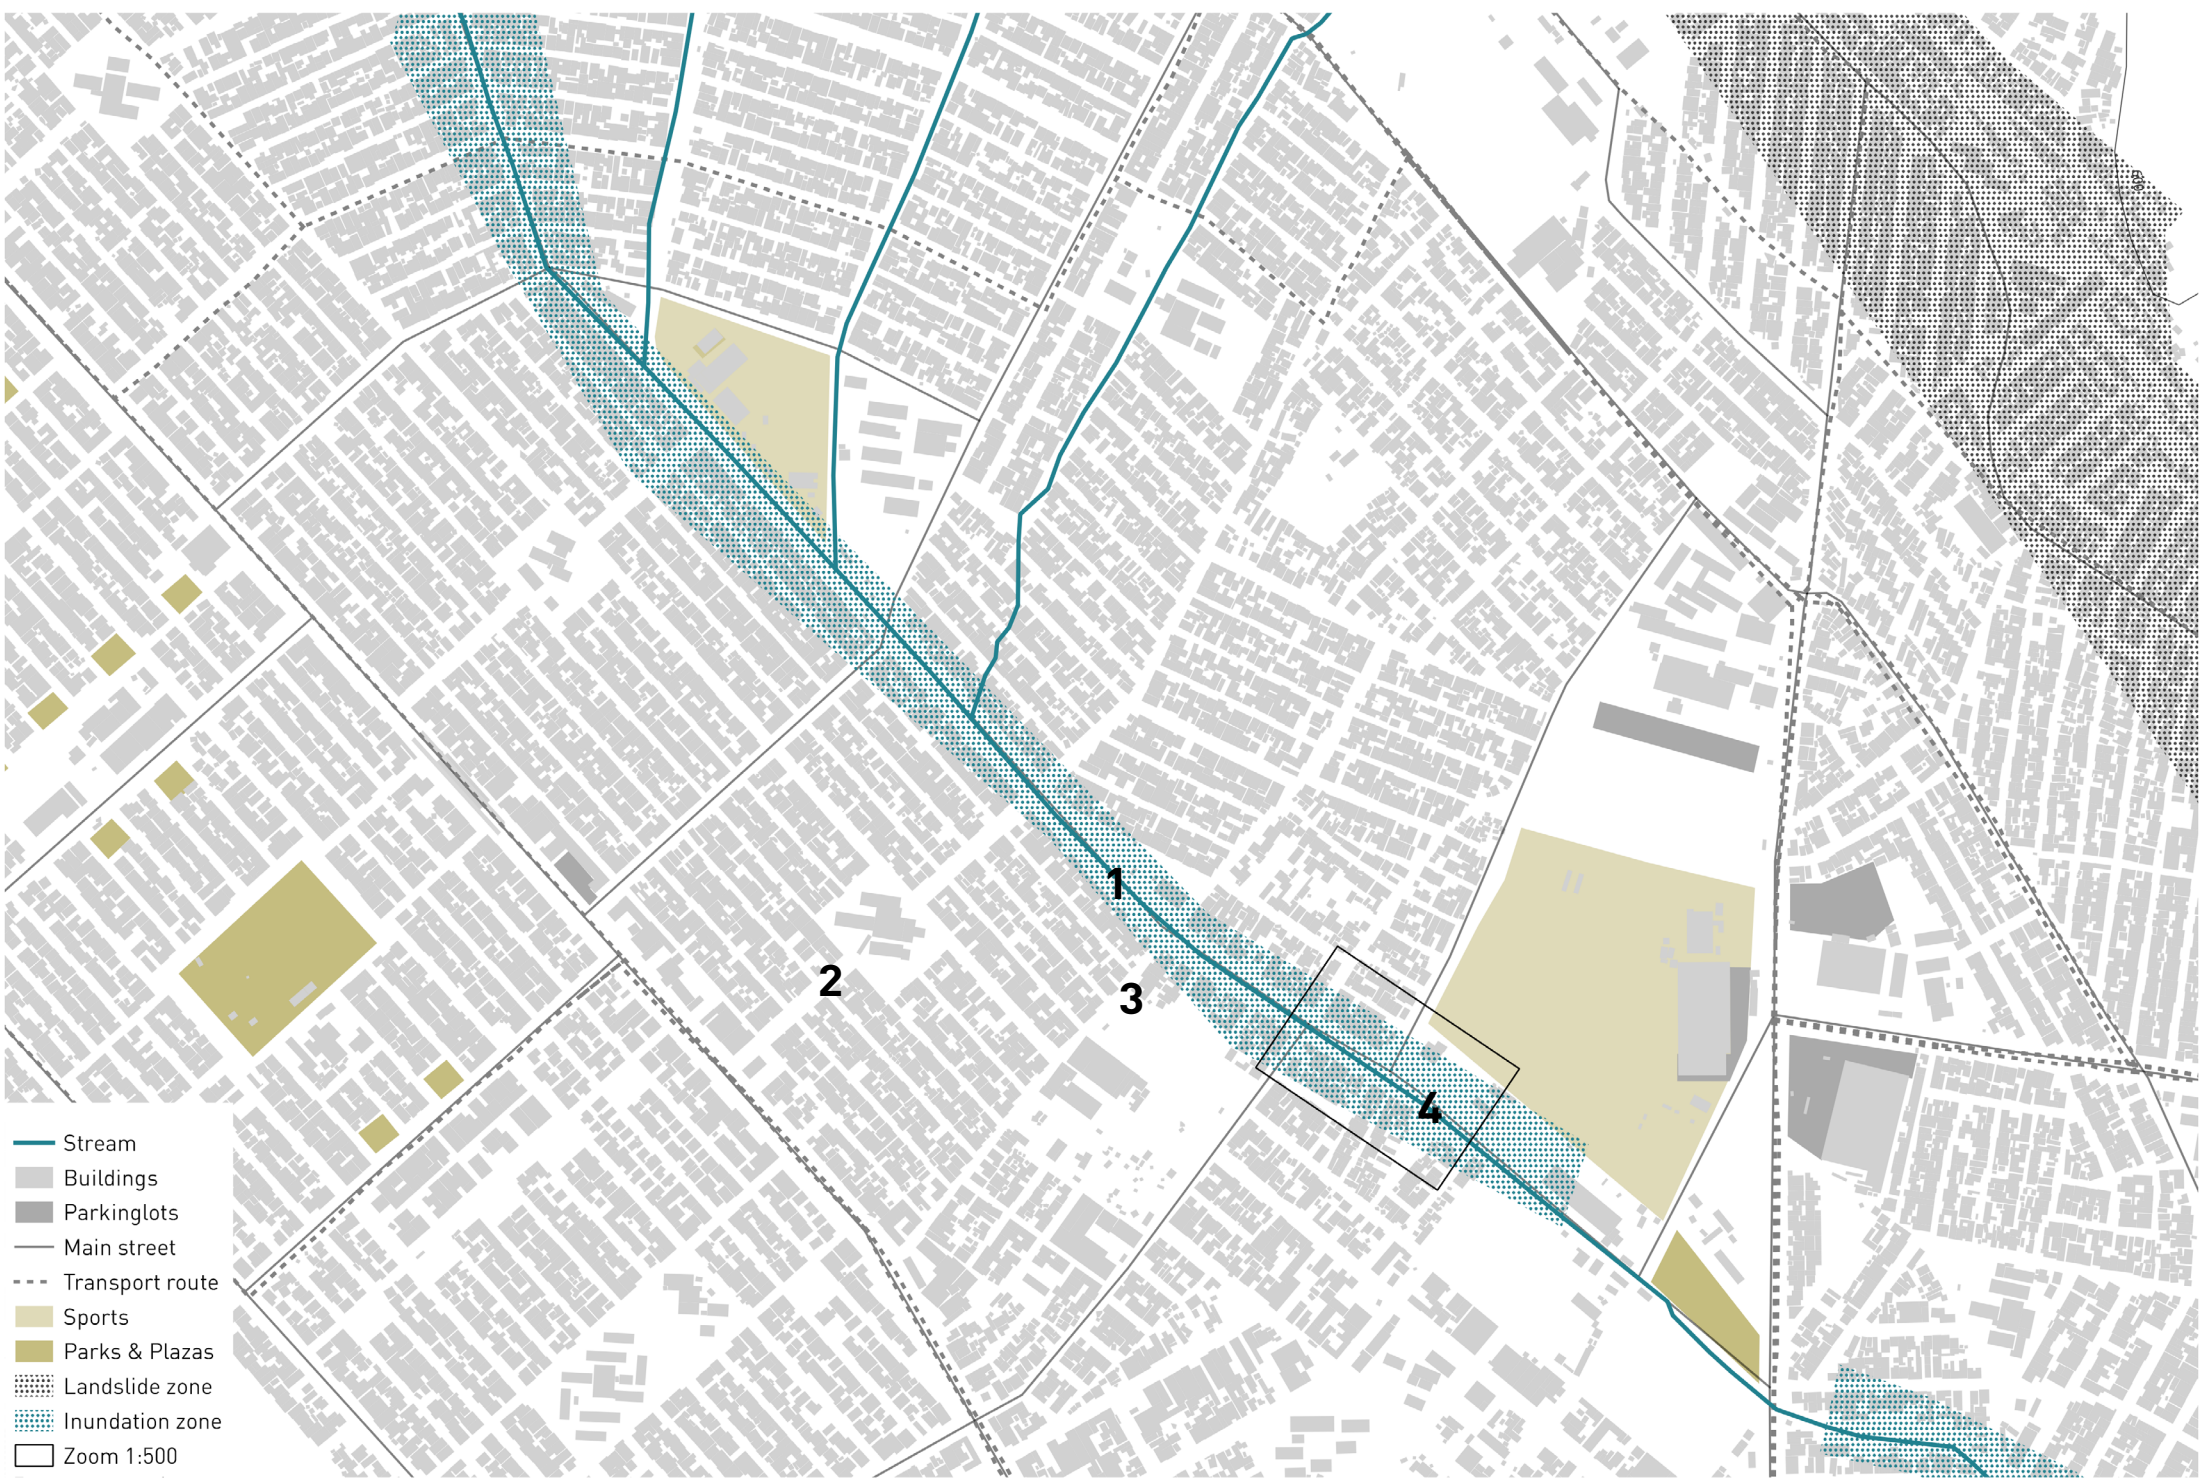 600
1
2
3
4
Stream
Buildings
Parkinglots
Main street
Transport route
Sports
Parks & Plazas
Landslide zone
Inundation zone
Zoom 1:500